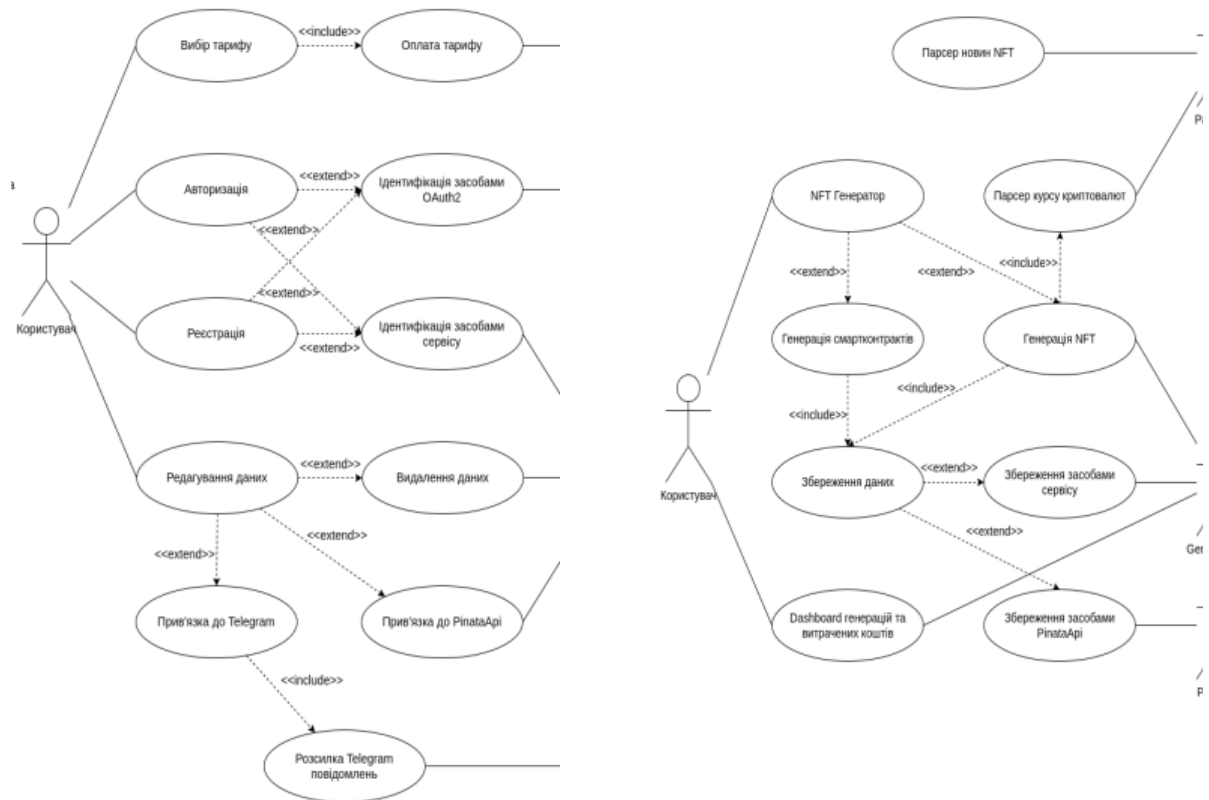 <<include>>
Вибір тарифу
Оплата тарифу
а
Авторизація
<<extend>>
Ідентифікація засобами
OAuth2
<<extend>>
<<extend>>
Користувач
Реєстрація
<<extend>>
Ідентифікація засобами
сервісу
Редагування даних
<<extend>>
Видалення даних
<<extend>>
<<extend>>
Прив'язка до Telegram
Прив'язка до PinataApi
<<include>>
Розсилка Telegram
повідомлень
Парсер новин NFT
NFT Генератор
Парсер курсу криптовалют
<<extend>>
<<extend>>
<<include>>
Генерація смартконтрактів
Генерація NFT
<<include>>
<<include>>
Користувач
Збереження даних
<<extend>>
Збереження засобами
сервісу
<<extend>>
Ger
Dashboard генерацій та
витрачених коштів
Збереження засобами
PinataApi
P